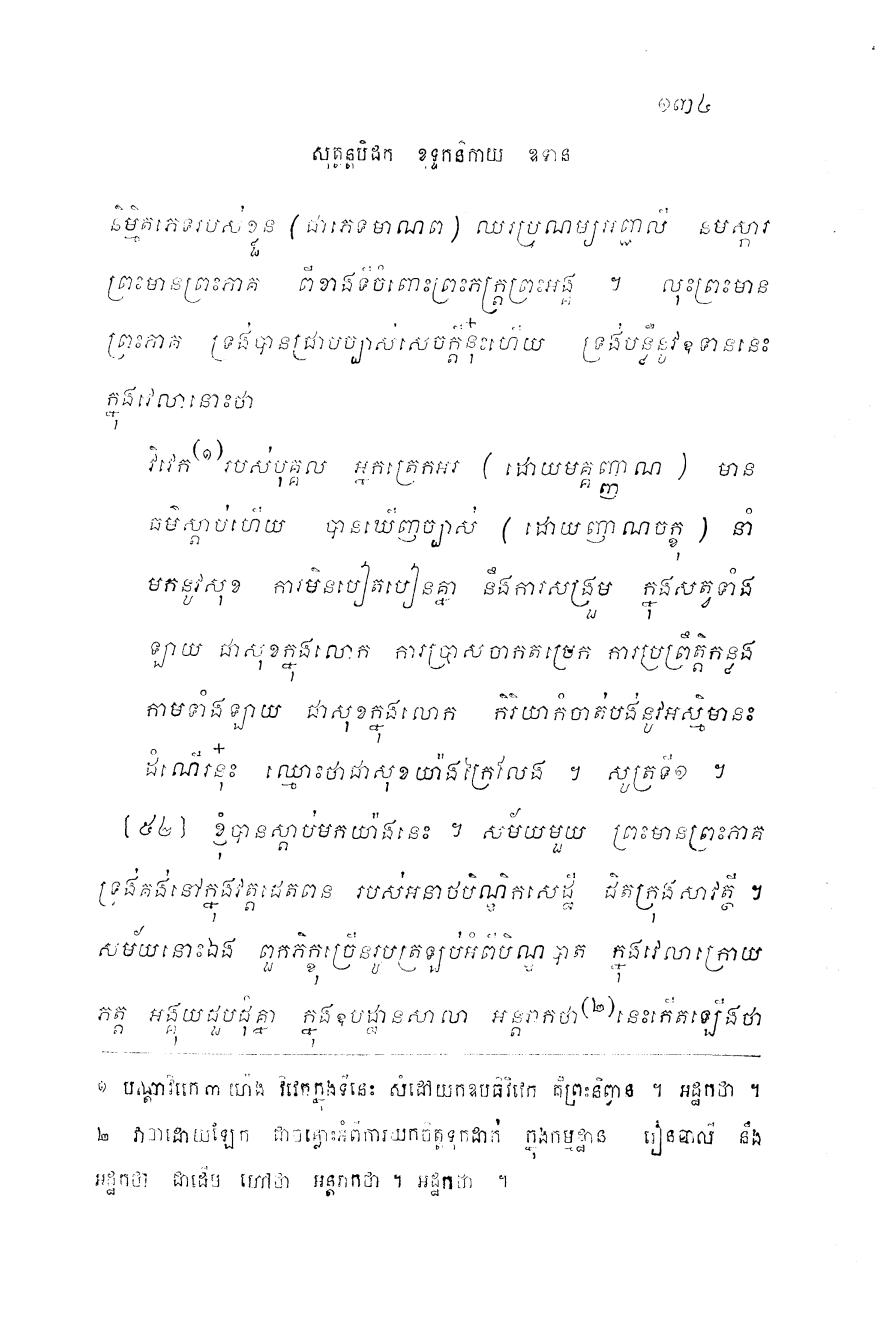 ១៣៤
សុត្តន្តបិដក ខុទ្ទកនិកាយ ឧទាន
និម្មិតភេទរបស់ខ្លួន (ជាភេទមាណព) ឈរប្រណម្យអញ្ជលី នមស្ការ
ព្រះមានព្រះភាគ ពីខាងទីចំពោះព្រះភក្ត្រព្រះអង្គ ។ លុះព្រះមាន
ព្រះភាគ ទ្រង់បានជ្រាបច្បាស់សេចក្តីនុ៎ះហើយ ទ្រង់បន្លឺនូវឧទាននេះ
ក្នុងវេលានោះថា
វិវេក(១)របស់បុគ្គល អ្នកត្រេកអរ (ដោយមគ្គញ្ញាណ) មាន
ធម៌ស្តាប់ហើយ បានឃើញច្បាស់ (ដោយញាណចក្ខុ) នាំ
មកនូវសុខ ការមិនបៀតបៀនគ្នា នឹងការសង្រួម ក្នុងសត្វទាំង
ឡាយ ជាសុខក្នុងលោក ការប្រាសចាកតម្រេក ការប្រព្រឹត្តិកន្លង
កាមទាំងឡាយ ជាសុខក្នុងលោក កិរិយាកំចាត់បង់នូវអស្មិមានះ
ដំណើរនុ៎ះ ឈ្មោះថាជាសុខយ៉ាងក្រៃលែង ។ សូត្រទី១ ។
[៥២] ខ្ញុំបានស្តាប់មកយ៉ាងនេះ ។ សម័យមួយ ព្រះមានព្រះភាគ
ទ្រង់គង់នៅក្នុងវត្តជេតពន របស់អនាថបិណ្ឌិកសេដ្ឋី ជិតក្រុងសាវត្ថី ។
សម័យនោះឯង ពួកភិក្ខុច្រើនរូបត្រឡប់អំពីបិណ្ឌបាត ក្នុងវេលាក្រោយ
ភត្ត អង្គុយជួបជុំគ្នា ក្នុងឧបដ្ឋានសាលា អន្តរាកថា(២)នេះកើតឡើងថា
១ បណ្តាវិវេក ៣ យ៉ាង វិវេកក្នុងទីនេះ សំដៅយកឧបធិវិវេក គឺព្រះនិព្វាន ។ អដ្ឋកថា ។
២ វាចាដោយឡែក ជាចន្លោះអំពីការយកចិត្តទុកដាក់ ក្នុងកម្មដ្ឋាន រៀនបាលី នឹង
អដ្ឋកថា ជាដើម ហៅថា អន្តរាកថា ។ អដ្ឋកថា ។